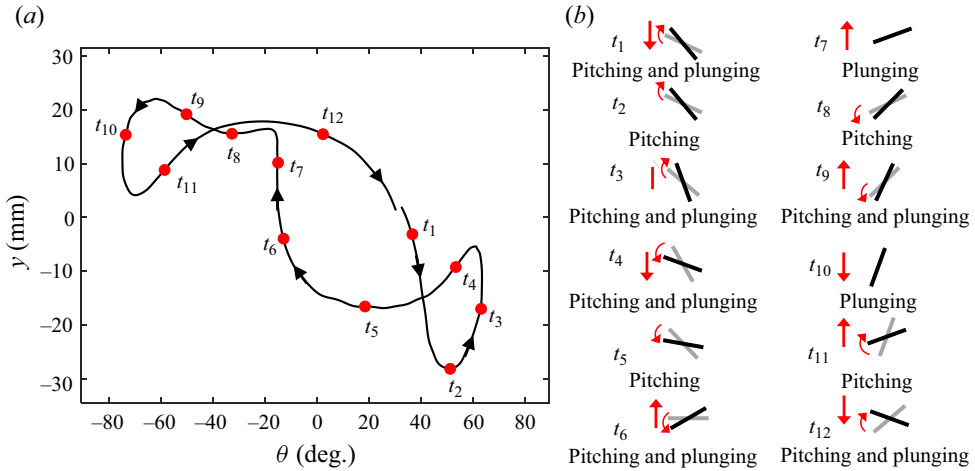 (a)
(b)
30
20
10
0
–10
–20
–30
y (mm)
–80 –60 –40 –20 0 20 40 60 80
θ (deg.)
t9
t10
t8
t12
t11
t7
t1
t6
t4
t5
t3
t2
t1
Pitching and plunging
t2
Pitching
t3
Pitching and plunging
t4
Pitching and plunging
t5
Pitching
t6
Pitching and plunging
t7
Plunging
t8
Pitching
t9
Pitching and plunging
t10
Plunging
t11
Pitching
t12
Pitching and plunging